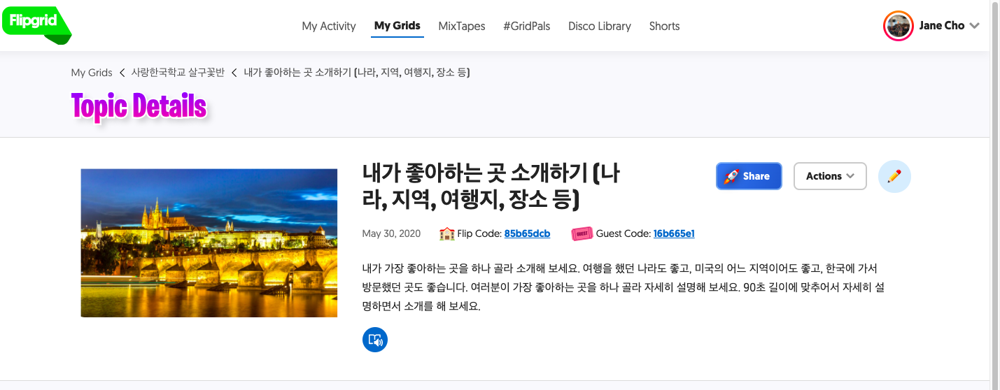 Flipgrid
My Activity My Grids MixTapes #GridPals Disco Library Shorts Jane Cho
My Grids < 사랑한국학교 살구꽃반 < 내가 좋아하는 곳 소개하기 (나라, 지역, 여행지, 장소 등)
Topic Details
내가 좋아하는 곳 소개하기 (나
라, 지역, 여행지, 장소 등)
Share
Actions
May 30, 2020 Flip Code: 85b65dcb GUEST Guest Code: 16b665e1
내가 가장 좋아하는 곳을 하나 골라 소개해 보세요. 여행을 했던 나라도 좋고, 미국의 어느 지역이어도 좋고, 한국에 가서
방문했던 곳도 좋습니다. 여러분이 가장 좋아하는 곳을 하나 골라 자세히 설명해 보세요. 90초 길이에 맞추어서 자세히 설
명하면서 소개를 해 보세요.